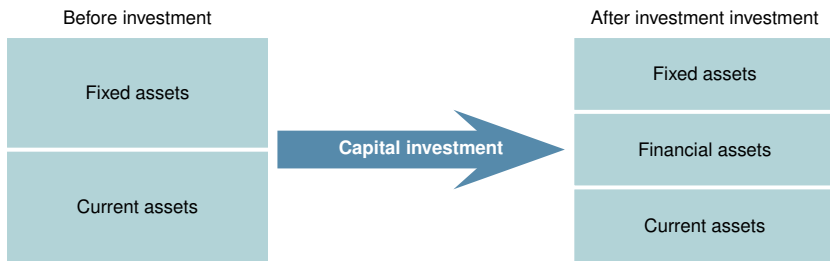 Before investment
Fixed assets
Current assets
Capital investment
After investment investment
Fixed assets
Financial assets
Current assets